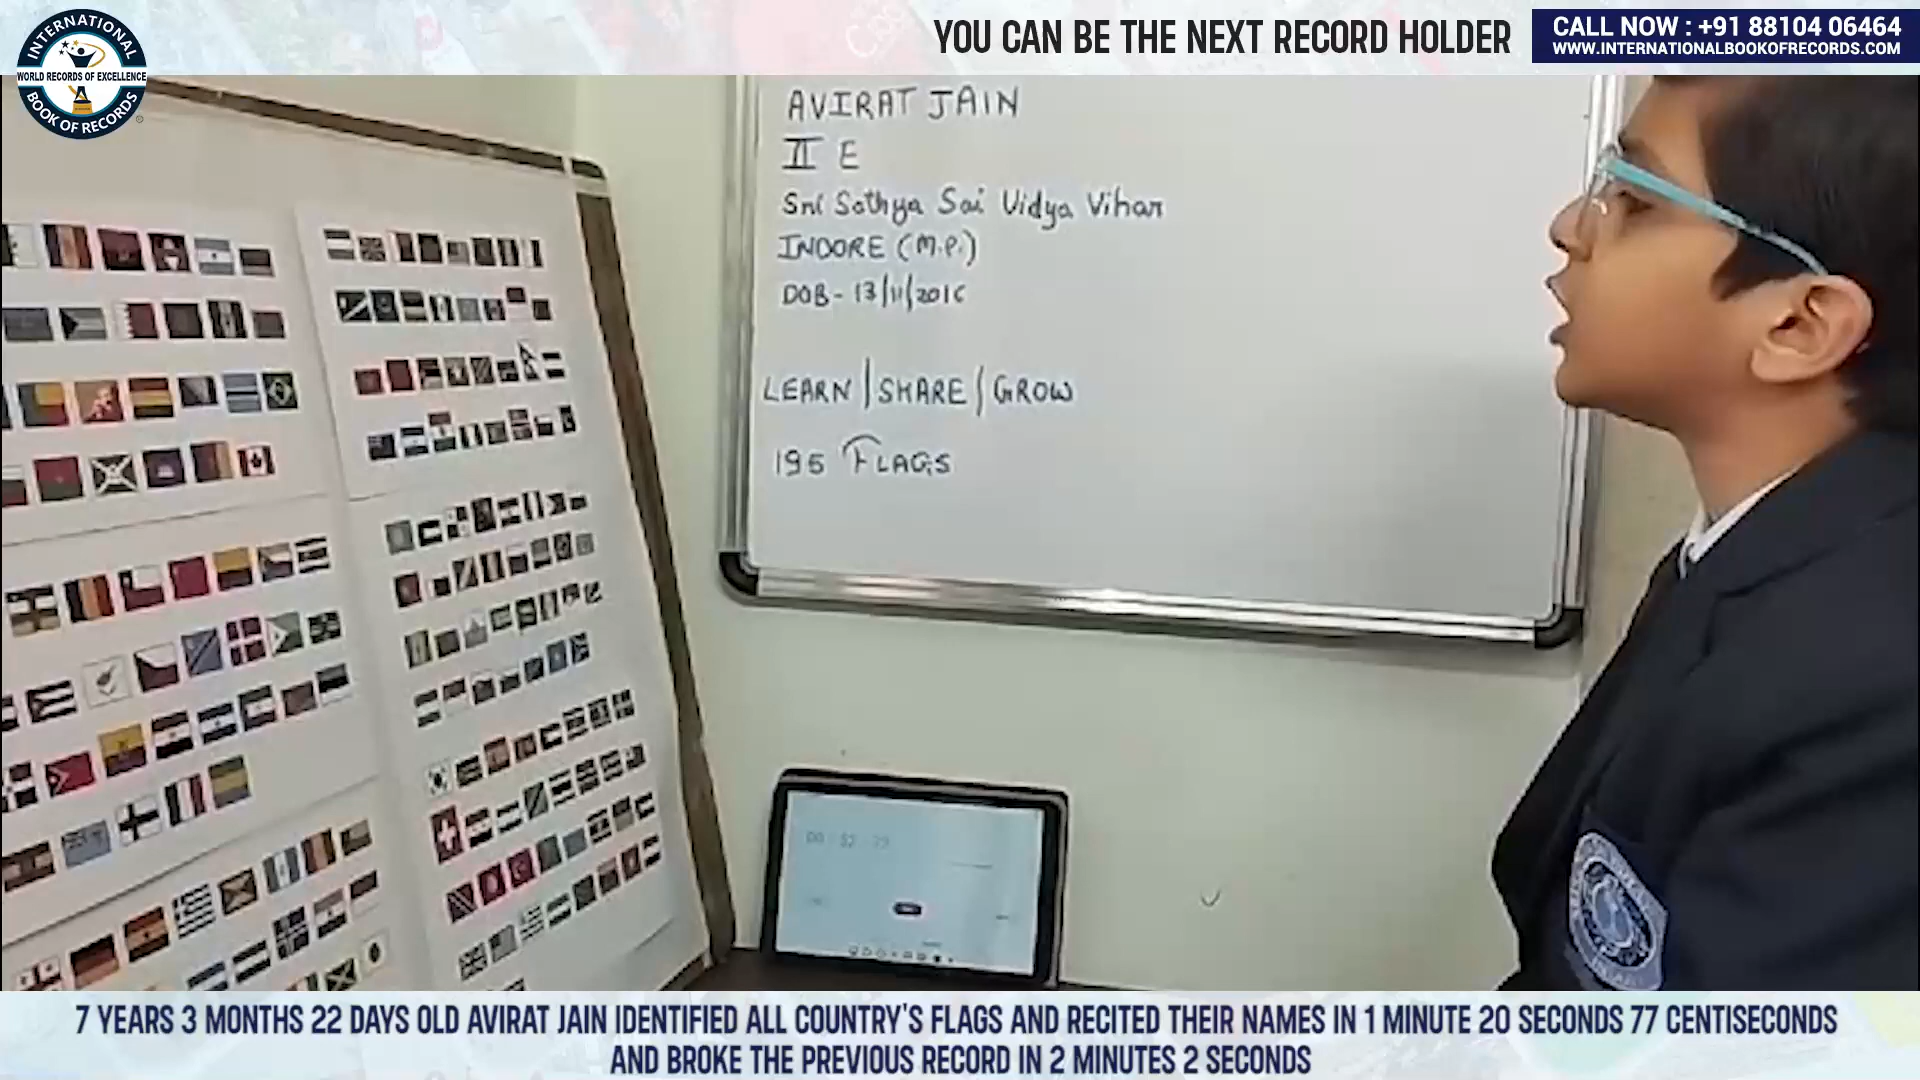 INTERNATIONAL
WORLD RECORDS OF EXCELLENCE
BOOK OF RECORDS
YOU CAN BE THE NEXT RECORD HOLDER
CALL NOW : +91 88104 06464
WWW.INTERNATIONALBOOKOFRECORDS.COM
AVIRAT JAIN
II E
Sri Sathya Sai Vidya Vihar
INDORE (M.P.)
DOB - 13/11/2016
LEARN | SHARE | GROW
195 FLAGS
7 YEARS 3 MONTHS 22 DAYS OLD AVIRAT JAIN IDENTIFIED ALL COUNTRY'S FLAGS AND RECITED THEIR NAMES IN 1 MINUTE 20 SECONDS 77 CENTISECONDS
AND BROKE THE PREVIOUS RECORD IN 2 MINUTES 2 SECONDS